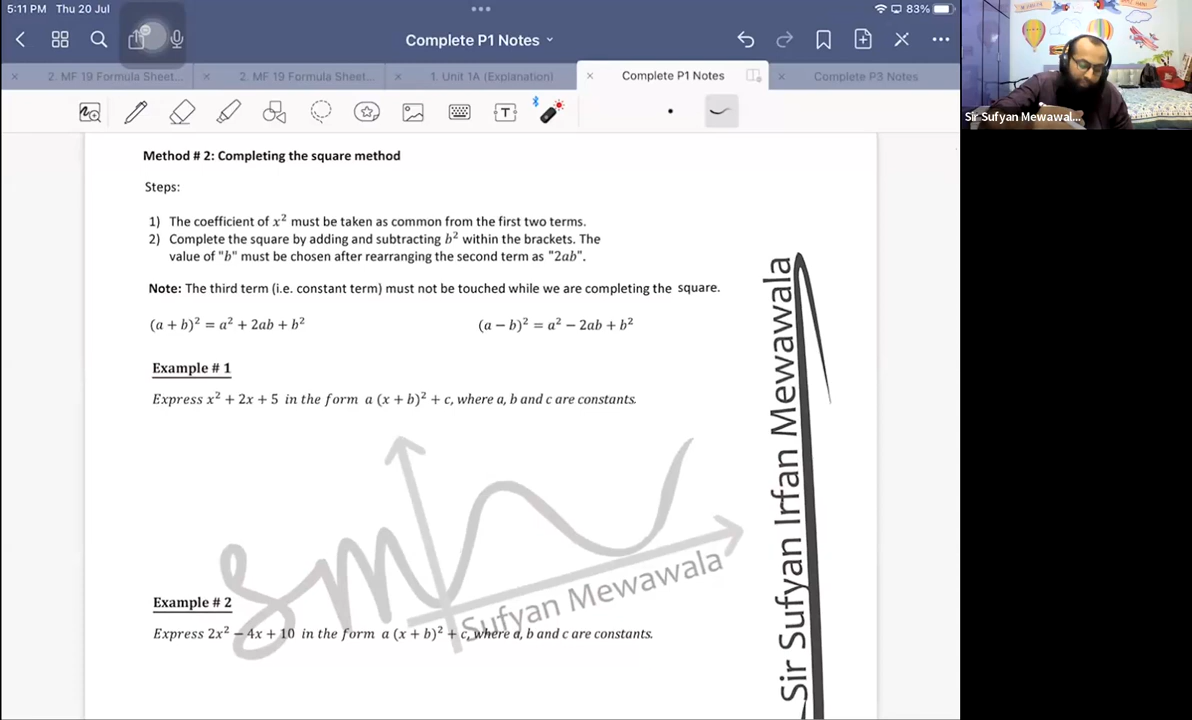 5:11 PM Thu 20 Jul
83%
Complete P1 Notes
2. MF 19 Formula Sheet...
2. MF 19 Formula Sheet...
1. Unit 1A (Explanation)
Complete P1 Notes
Complete P3 Notes
Sir Sufyan Mewawal...
Method # 2: Completing the square method
Steps:
1) The coefficient of x² must be taken as common from the first two terms.
2) Complete the square by adding and subtracting b² within the brackets. The
value of "b" must be chosen after rearranging the second term as "2ab".
Note: The third term (i.e. constant term) must not be touched while we are completing the square.
(a + b)² = a² + 2ab + b²
(a − b)² = a² − 2ab + b²
Example # 1
Express x² + 2x + 5 in the form a (x + b)² + c, where a, b and c are constants.
smh
Sufyan Mewawala
Sir Sufyan Irfan Mewawala
Example # 2
Express 2x² − 4x + 10 in the form a (x + b)² + c, where a, b and c are constants.